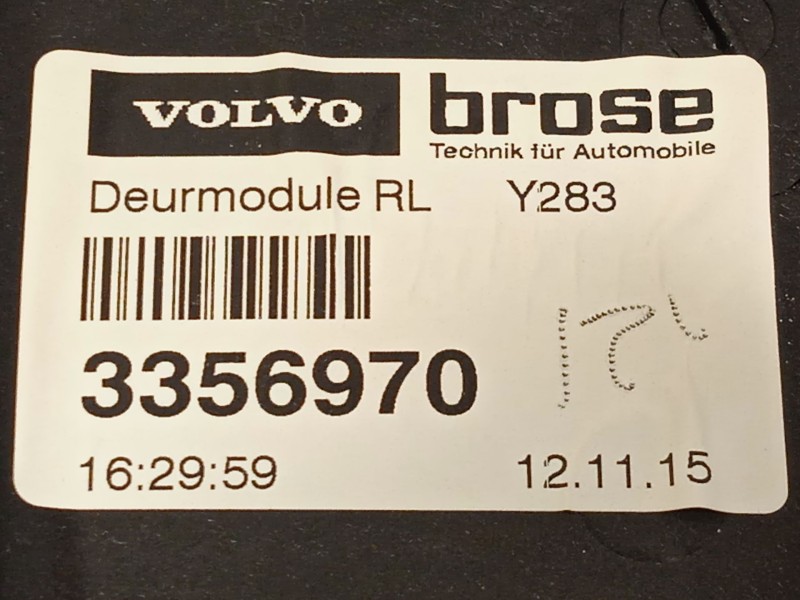 VOLVO brose
Technik für Automobile
Deurmodule RL Y283
3356970
16:29:59 12.11.15